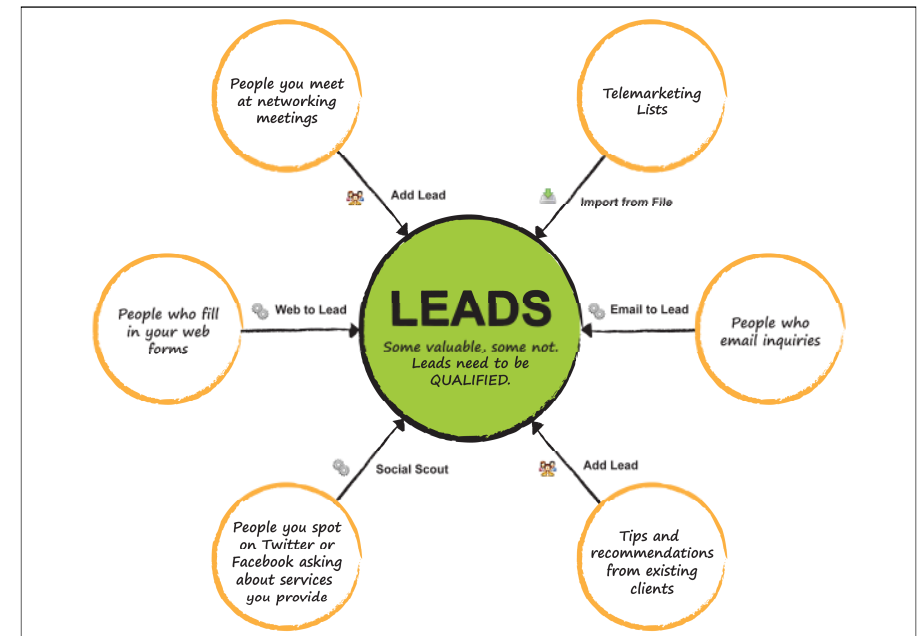 People you meet
at networking
meetings
Telemarketing
Lists
Add Lead
Import from File
People who fill
in your web
forms
Web to Lead
LEADS
Some valuable, some not.
Leads need to be
QUALIFIED.
Email to Lead
People who
email inquiries
Social Scout
Add Lead
People you spot
on Twitter or
Facebook asking
about services
you provide
Tips and
recommendations
from existing
clients